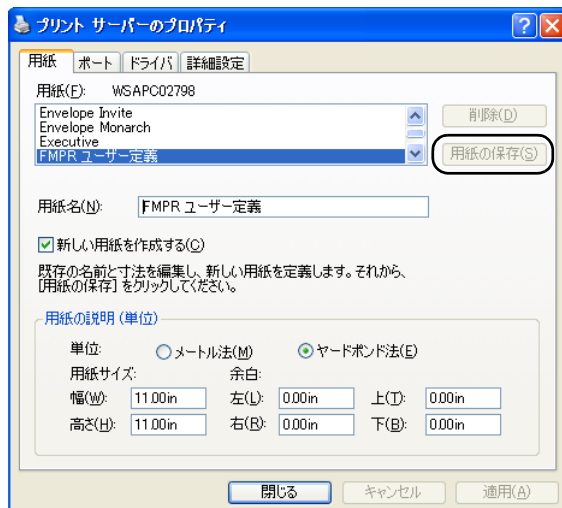 プリント サーバーのプロパティ
用紙 ポート ドライバ 詳細設定
用紙(F): WSAPC02798
Envelope Invite
Envelope Monarch
Executive
FMPR ユーザー定義
削除(D)
用紙の保存(S)
用紙名(N): FMPR ユーザー定義
新しい用紙を作成する(C)
既存の名前と寸法を編集し、新しい用紙を定義します。それから、
[用紙の保存] をクリックしてください。
用紙の説明 (単位)
単位: メートル法(M) ヤードポンド法(E)
用紙サイズ: 余白:
幅(W): 11.00in 左(L): 0.00in 上(T): 0.00in
高さ(H): 11.00in 右(R): 0.00in 下(B): 0.00in
閉じる キャンセル 適用(A)